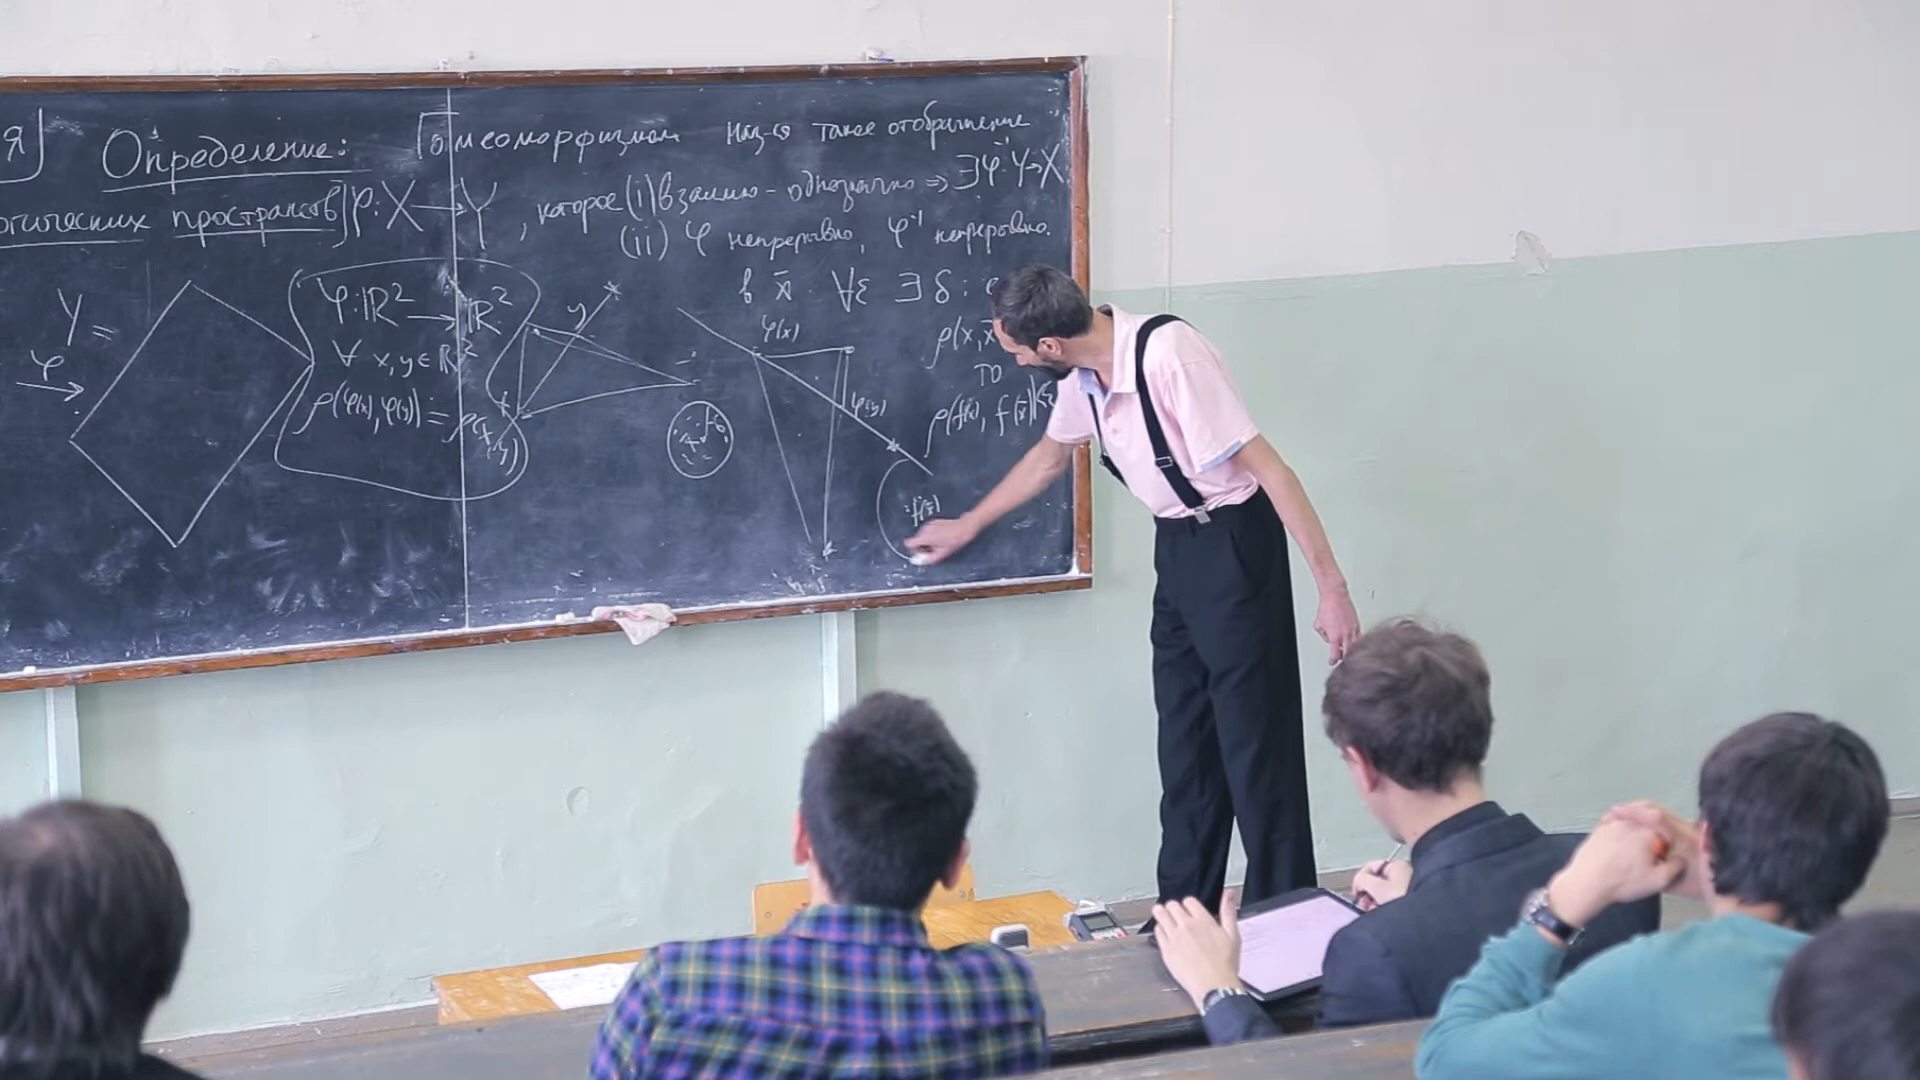 я]
Определение: Гомеоморфизмом наз-ся такое отображение
пространств] φ: X → Y, которое (i) взаимно-однозначно ⇒ ∃φ⁻¹: Y→X
(ii) φ непрерывно, φ⁻¹ непрерывно.
в x̄. ∀ε ∃δ:
Y =
φ
φ: ℝ² → ℝ²
∀ x, y ∈ ℝ²
ρ(φ(x), φ(y)) = ρ(x, y)
y
x
φ(x)
φ(y)
ρ(x, x̄
то
ρ(f(x), f(x̄))<ε
f(x̄)